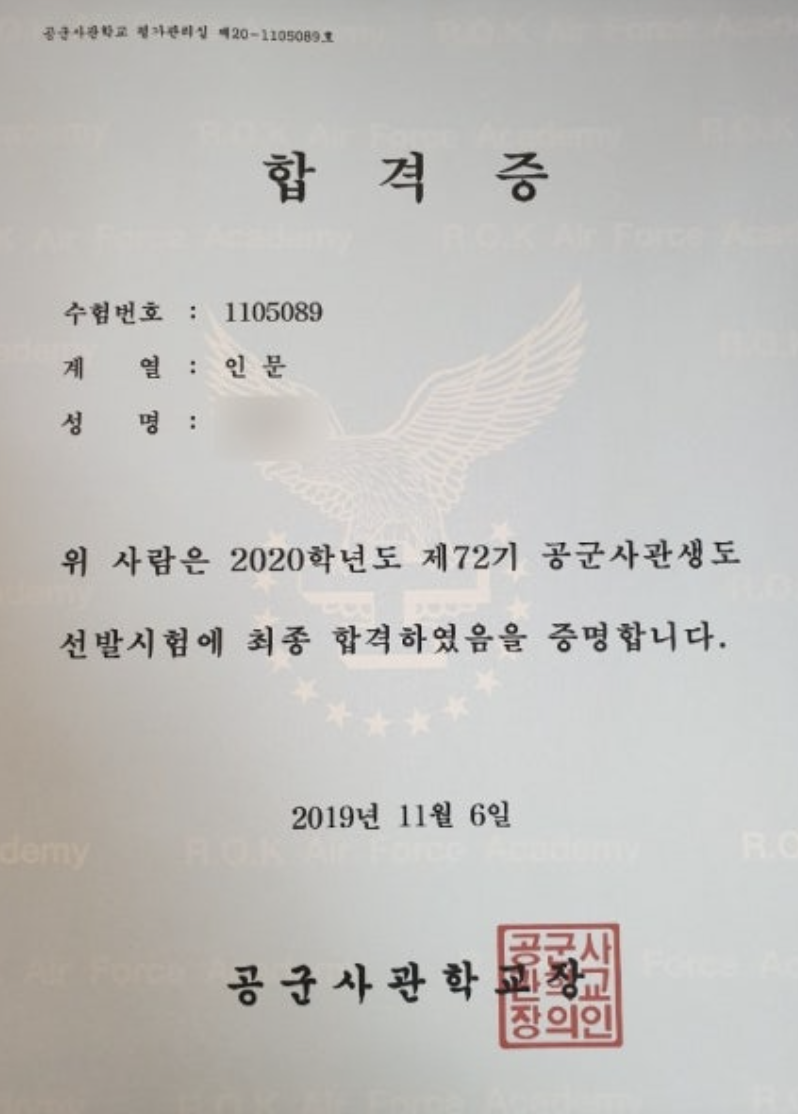 공군사관학교 평가관리실 제20-1105089호
합 격 증
수험번호 : 1105089
계 열 : 인 문
성 명 :
위 사람은 2020학년도 제72기 공군사관생도
선발시험에 최종 합격하였음을 증명합니다.
2019년 11월 6일
공군사관학교장
공군사
관학교
장의인
R.O.K Air Force Academy